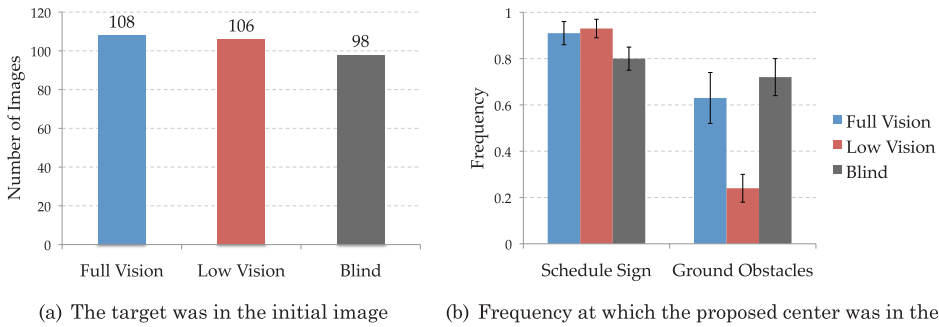 120
100
80
60
40
20
0
Number of Images
108
106
98
Full Vision Low Vision Blind
(a) The target was in the initial image
1
0.8
0.6
0.4
0.2
0
Frequency
Schedule Sign Ground Obstacles
Full Vision
Low Vision
Blind
(b) Frequency at which the proposed center was in the